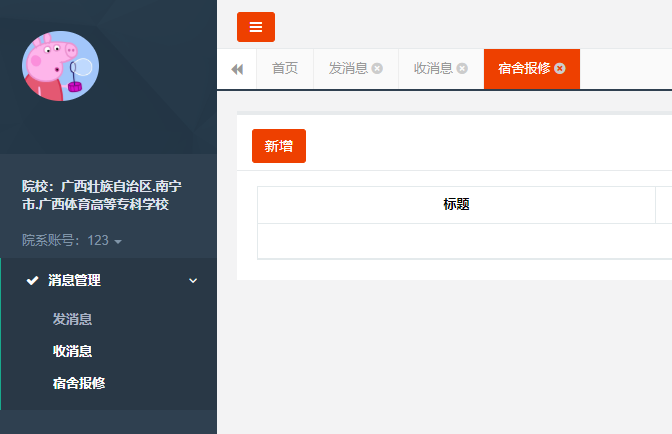 首页
发消息
收消息
宿舍报修
新增
标题
院校：广西壮族自治区.南宁
市.广西体育高等专科学校
院系账号：123
消息管理
发消息
收消息
宿舍报修